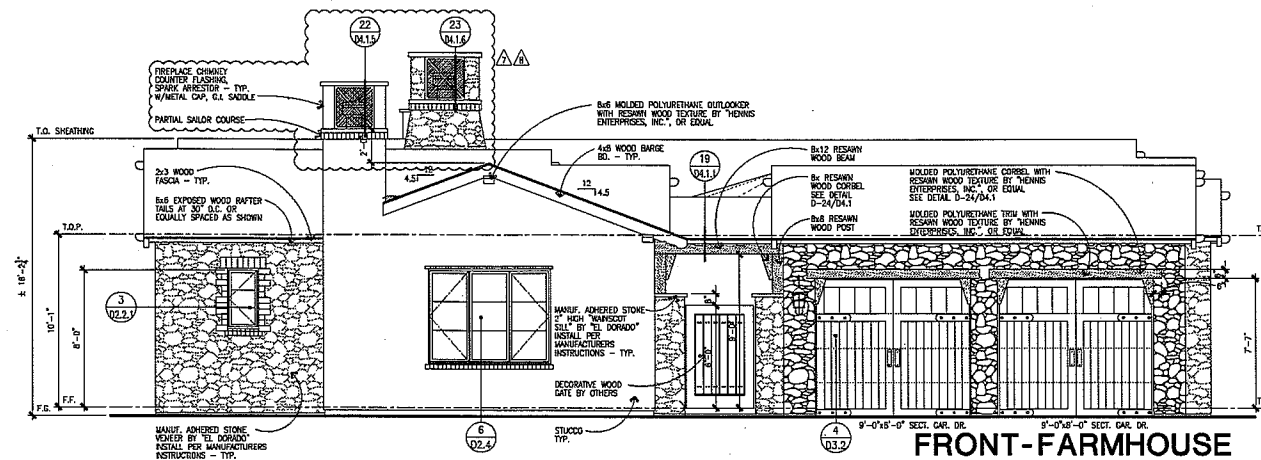 22
D4.1.5
23
D4.1.6
7
8
FIREPLACE CHIMNEY
COUNTER FLASHING,
SPARK ARRESTOR – TYP.
W/METAL CAP, G.I. SADDLE
PARTIAL SAILOR COURSE
T.O. SHEATHING
2'
8x6 MOLDED POLYURETHANE OUTLOOKER
WITH RESAWN WOOD TEXTURE BY "HENNIS
ENTERPRISES, INC.", OR EQUAL
4x8 WOOD BARGE
BD. – TYP.
12
4.5
12
4.5
19
D4.1.1
8x12 RESAWN
WOOD BEAM
8x RESAWN
WOOD CORBEL
SEE DETAIL
D-24/D4.1
8x8 RESAWN
WOOD POST
MOLDED POLYURETHANE CORBEL WITH
RESAWN WOOD TEXTURE BY "HENNIS
ENTERPRISES, INC.", OR EQUAL
SEE DETAIL D-24/D4.1
MOLDED POLYURETHANE TRIM WITH
RESAWN WOOD TEXTURE BY "HENNIS
ENTERPRISES, INC.", OR EQUAL
2x3 WOOD
FASCIA – TYP.
6x6 EXPOSED WOOD RAFTER
TAILS AT 30" O.C. OR
EQUALLY SPACED AS SHOWN
T.O.P.
T.
10'-1"
8'-0"
3
D2.2.1
F.F.
F.G.
MANUF. ADHERED STONE
VENEER BY "EL DORADO"
INSTALL PER MANUFACTURERS
INSTRUCTIONS – TYP.
6
D2.4
MANUF. ADHERED STONE
2" HIGH "WAINSCOT
SILL" BY "EL DORADO"
INSTALL PER
MANUFACTURERS
INSTRUCTIONS – TYP.
DECORATIVE WOOD
GATE BY OTHERS
STUCCO
TYP.
6'-0"
9'-0"
7'-7"
T
4
D3.2
9'-0"x8'-0" SECT. GAR. DR.
9'-0"x8'-0" SECT. GAR. DR.
FRONT-FARMHOUSE